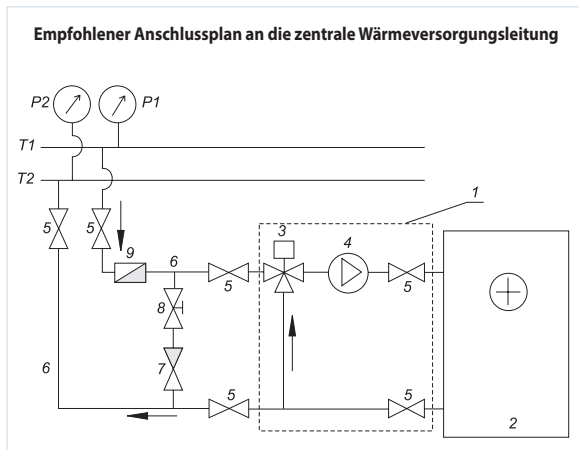 Empfohlener Anschlussplan an die zentrale Wärmeversorgungsleitung
P2 P1
T1
T2
1
5 5 3 4
9 6
5 5
8
7
6
5 5
2